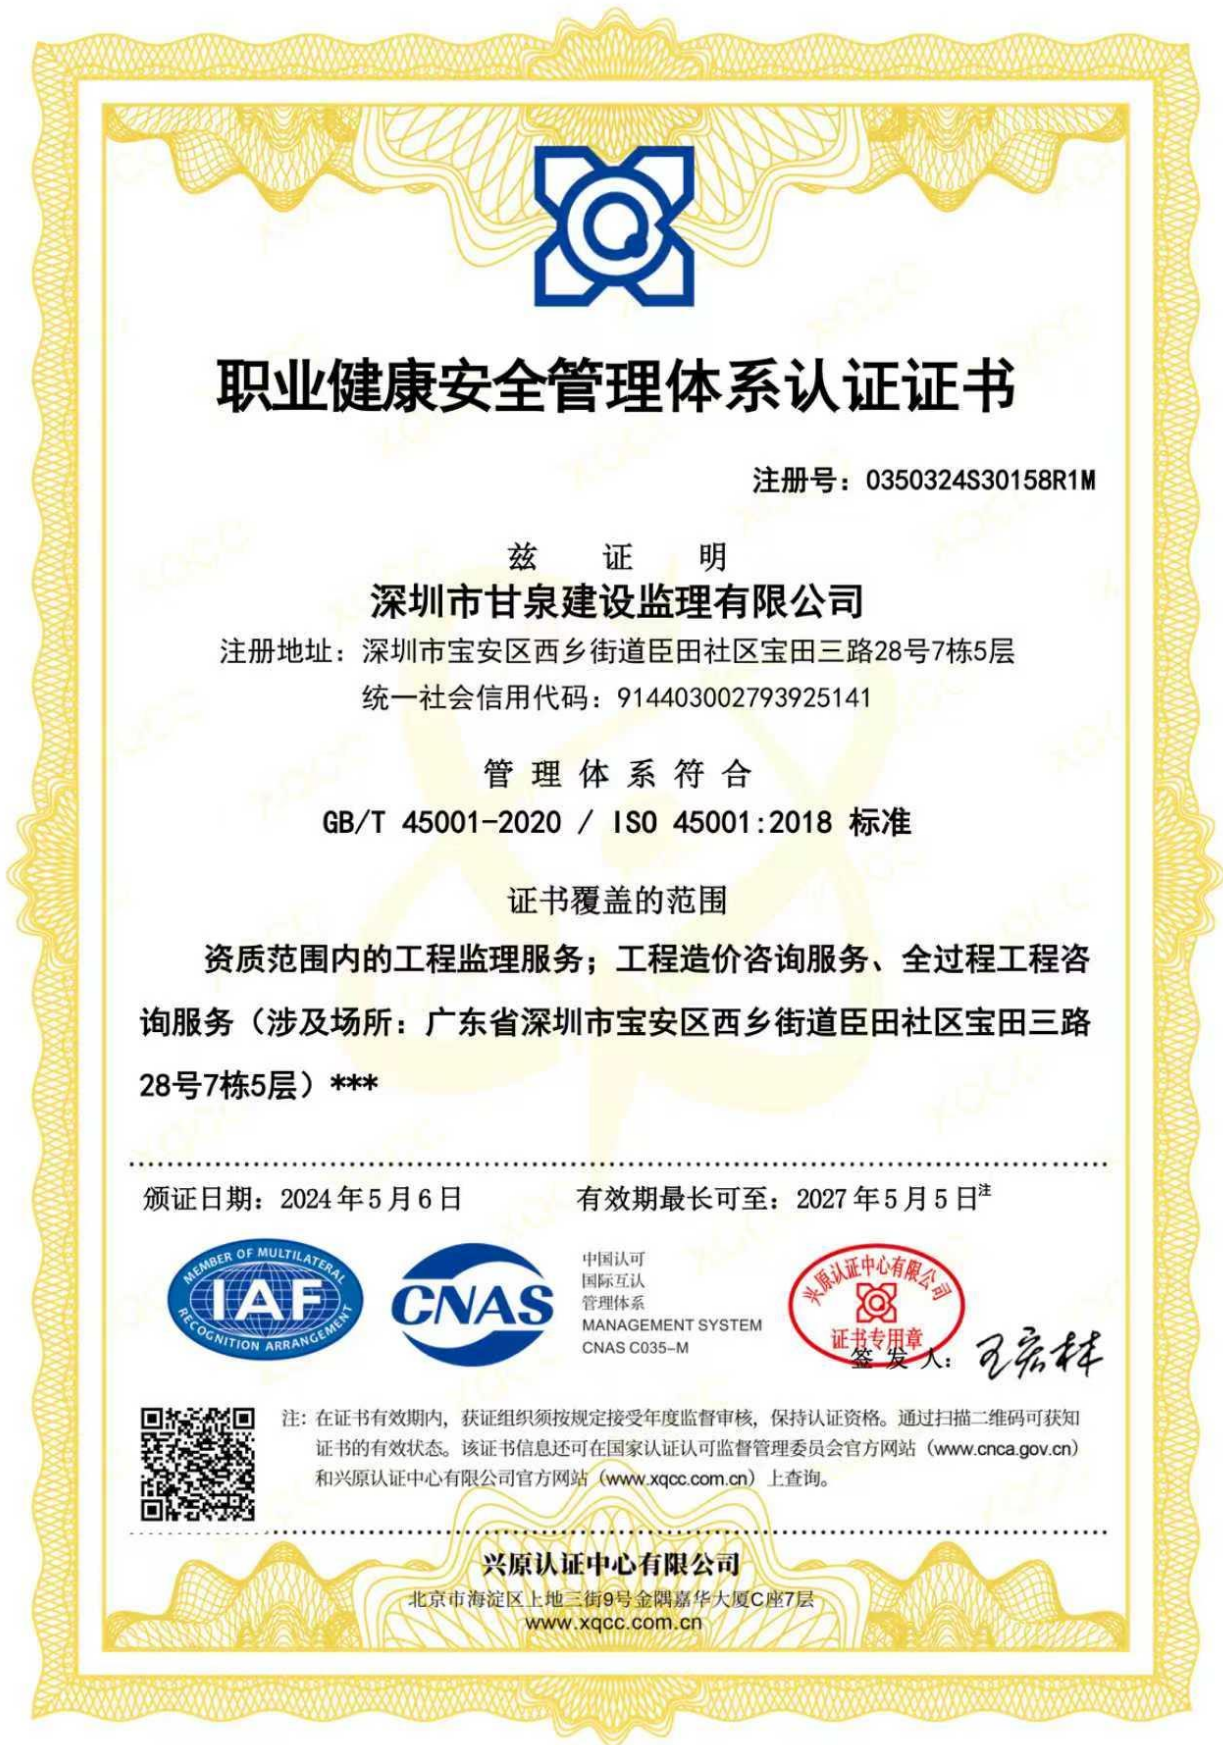 职业健康安全管理体系认证证书
注册号：0350324S30158R1M
兹 证 明
深圳市甘泉建设监理有限公司
注册地址：深圳市宝安区西乡街道臣田社区宝田三路28号7栋5层
统一社会信用代码：914403002793925141
管理体系符合
GB/T 45001-2020 / ISO 45001:2018 标准
证书覆盖的范围
资质范围内的工程监理服务；工程造价咨询服务、全过程工程咨
询服务（涉及场所：广东省深圳市宝安区西乡街道臣田社区宝田三路
28号7栋5层）***
颁证日期：2024年5月6日 有效期最长可至：2027年5月5日注
MEMBER OF MULTILATERAL
IAF
RECOGNITION ARRANGEMENT
CNAS
中国认可
国际互认
管理体系
MANAGEMENT SYSTEM
CNAS C035-M
兴原认证中心有限公司
证书专用章
签 发 人：王宏林
注：在证书有效期内，获证组织须按规定接受年度监督审核，保持认证资格。通过扫描二维码可获知
证书的有效状态。该证书信息还可在国家认证认可监督管理委员会官方网站（www.cnca.gov.cn）
和兴原认证中心有限公司官方网站（www.xqcc.com.cn）上查询。
兴原认证中心有限公司
北京市海淀区上地三街9号金隅嘉华大厦C座7层
www.xqcc.com.cn